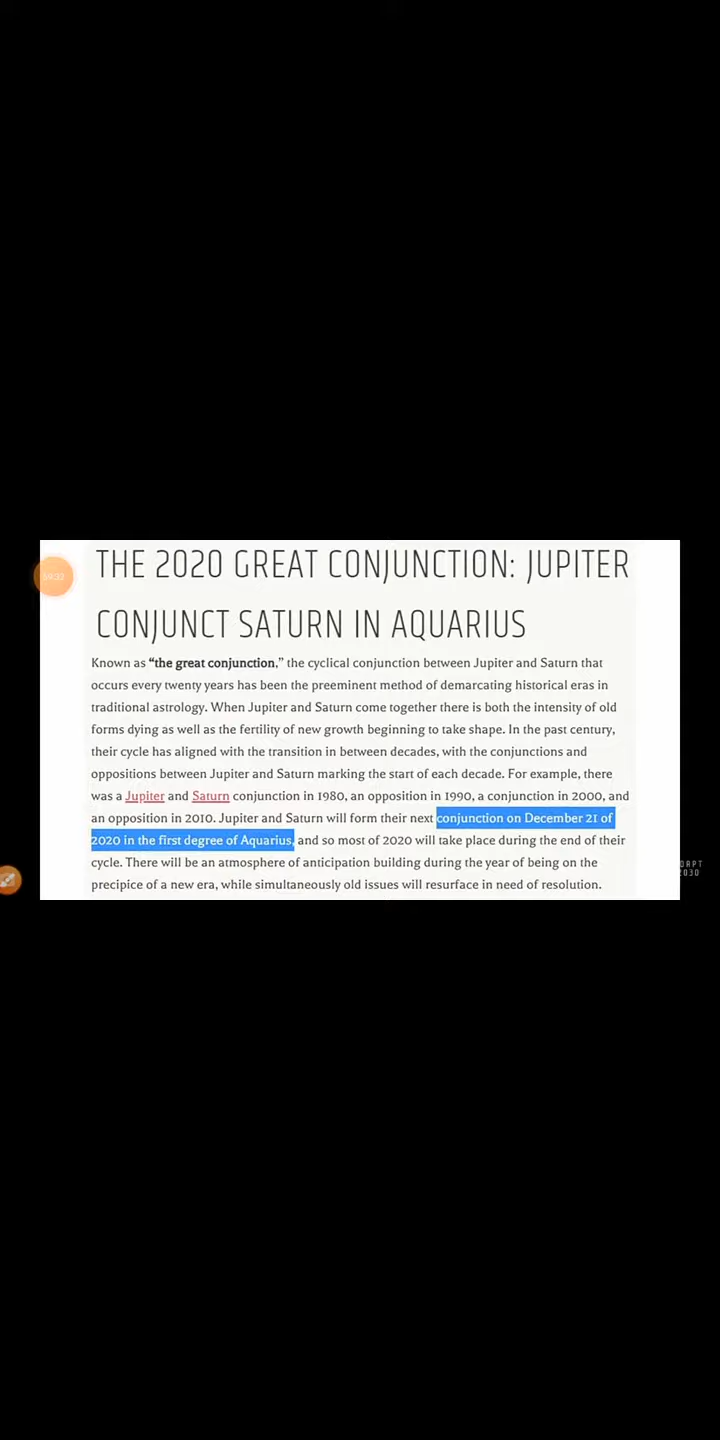 THE 2020 GREAT CONJUNCTION: JUPITER
CONJUNCT SATURN IN AQUARIUS
Known as “the great conjunction,” the cyclical conjunction between Jupiter and Saturn that
occurs every twenty years has been the preeminent method of demarcating historical eras in
traditional astrology. When Jupiter and Saturn come together there is both the intensity of old
forms dying as well as the fertility of new growth beginning to take shape. In the past century,
their cycle has aligned with the transition in between decades, with the conjunctions and
oppositions between Jupiter and Saturn marking the start of each decade. For example, there
was a Jupiter and Saturn conjunction in 1980, an opposition in 1990, a conjunction in 2000, and
an opposition in 2010. Jupiter and Saturn will form their next conjunction on December 21 of
2020 in the first degree of Aquarius, and so most of 2020 will take place during the end of their
cycle. There will be an atmosphere of anticipation building during the year of being on the
precipice of a new era, while simultaneously old issues will resurface in need of resolution.